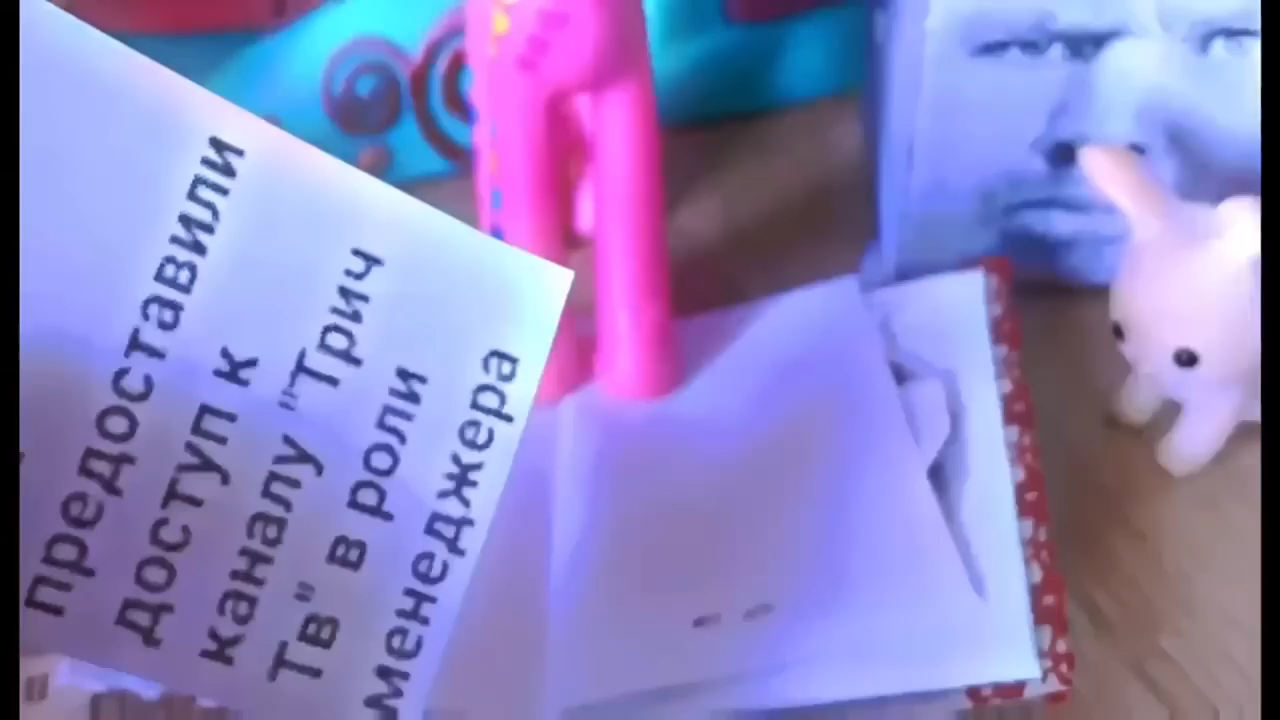 предоставили
доступ к
каналу "Трич
Тв" в роли
менеджера